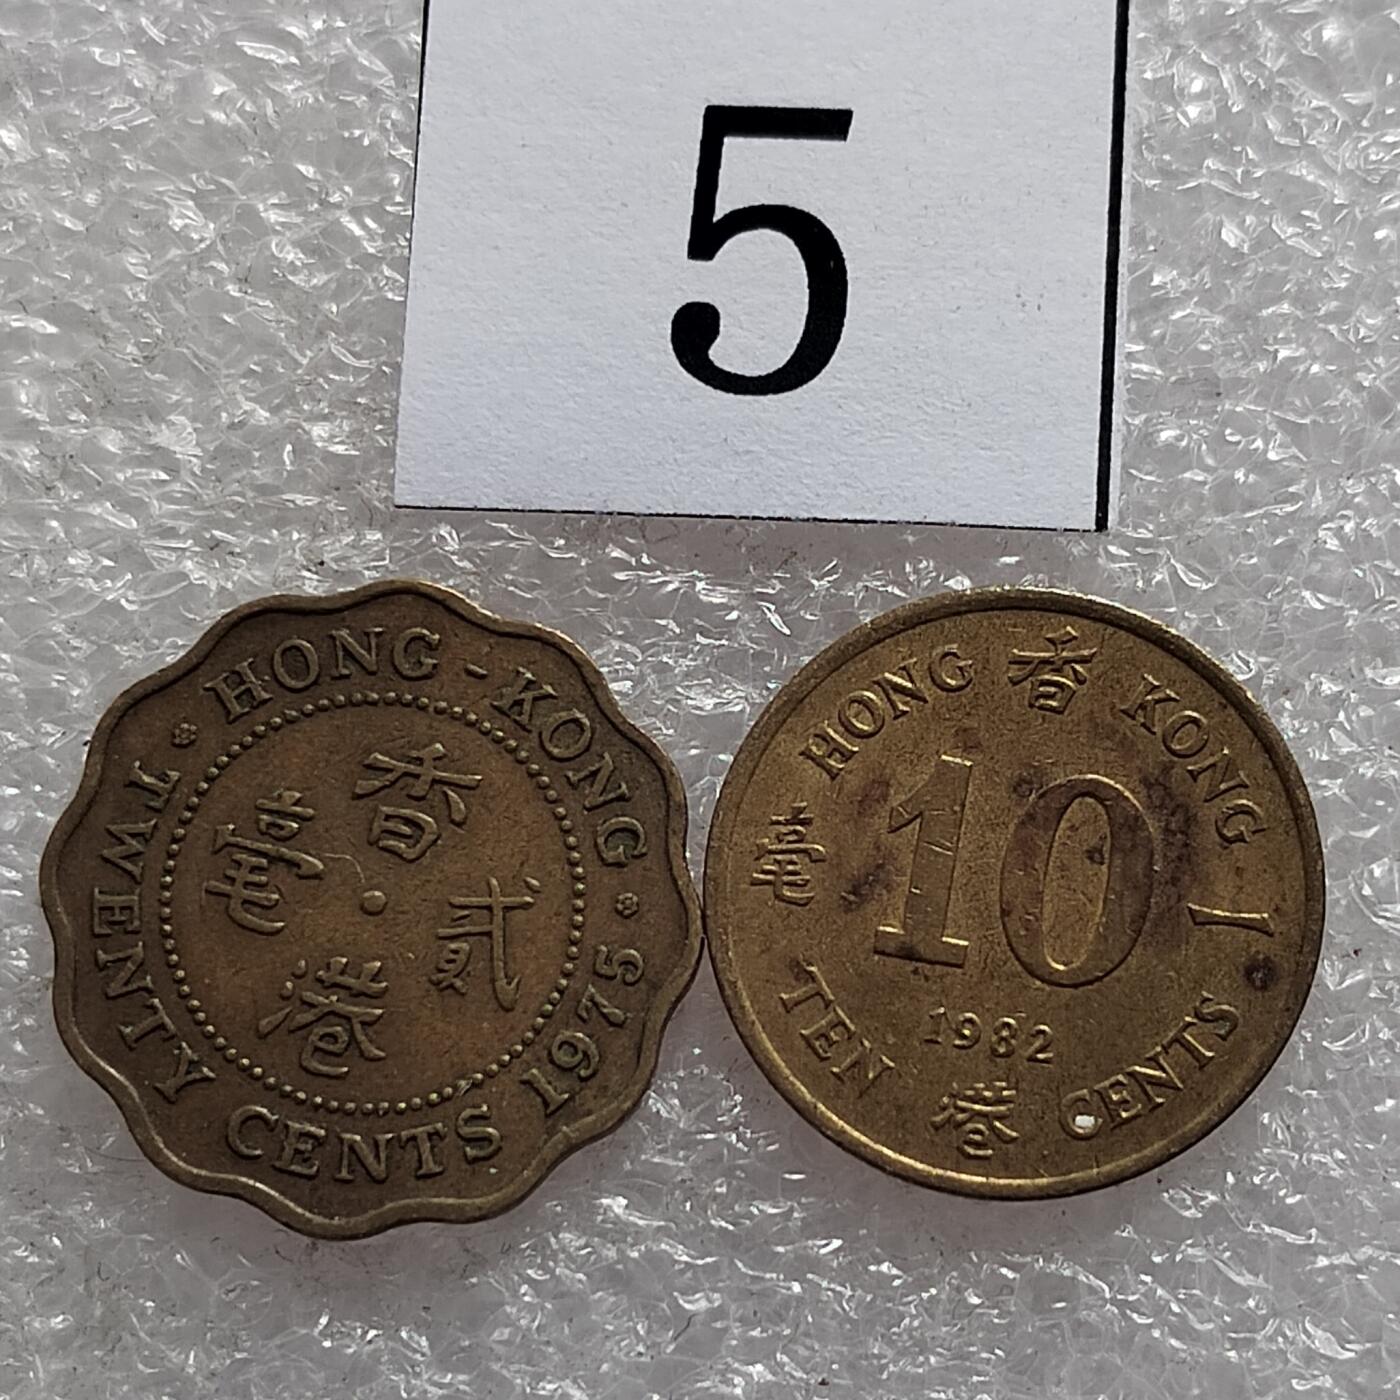 5
HONG-KONG
TWENTY CENTS 1975
香港
貳毫
HONG 香 KONG
毫 10 一
1982
TEN 港 CENTS